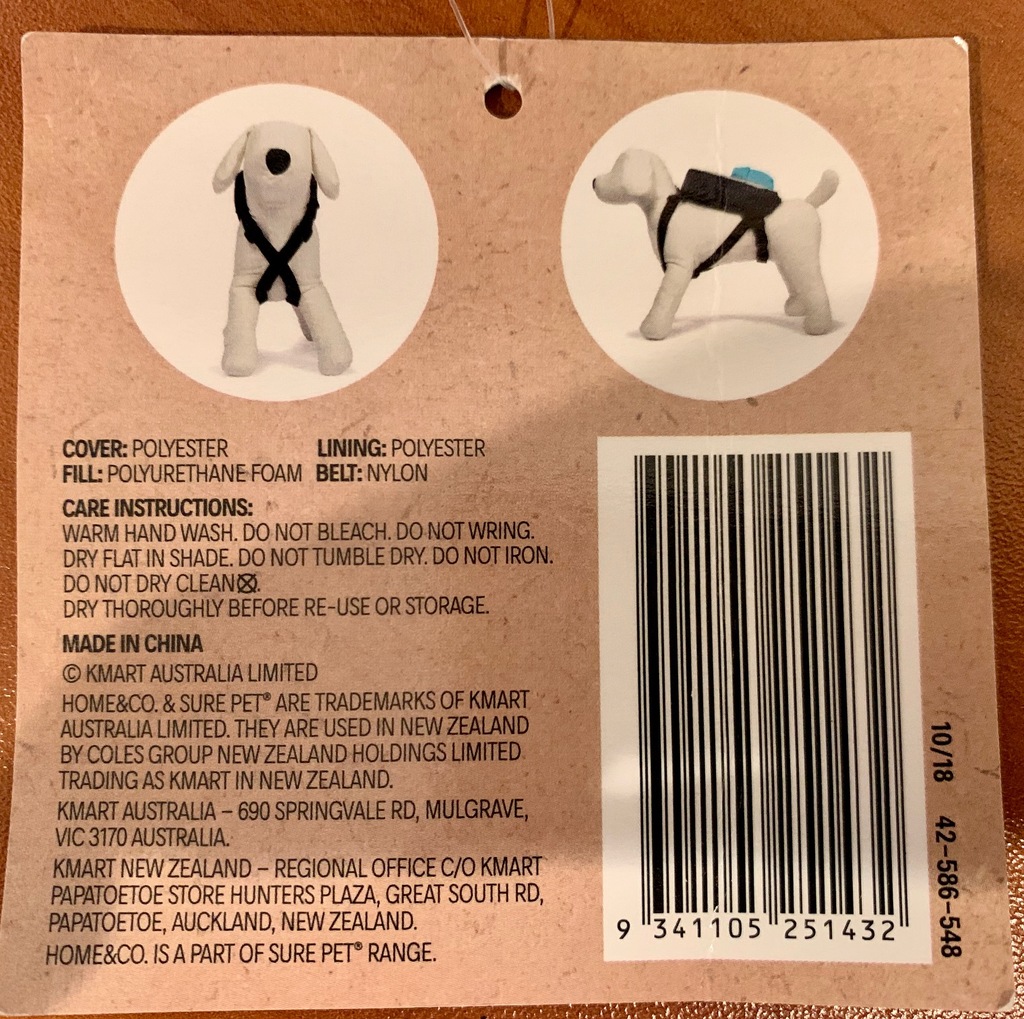 COVER: POLYESTER LINING: POLYESTER
FILL: POLYURETHANE FOAM BELT: NYLON
CARE INSTRUCTIONS:
WARM HAND WASH. DO NOT BLEACH. DO NOT WRING.
DRY FLAT IN SHADE. DO NOT TUMBLE DRY. DO NOT IRON.
DO NOT DRY CLEAN.
DRY THOROUGHLY BEFORE RE-USE OR STORAGE.
MADE IN CHINA
© KMART AUSTRALIA LIMITED
HOME&CO. & SURE PET® ARE TRADEMARKS OF KMART
AUSTRALIA LIMITED. THEY ARE USED IN NEW ZEALAND
BY COLES GROUP NEW ZEALAND HOLDINGS LIMITED
TRADING AS KMART IN NEW ZEALAND.
KMART AUSTRALIA – 690 SPRINGVALE RD, MULGRAVE,
VIC 3170 AUSTRALIA.
KMART NEW ZEALAND – REGIONAL OFFICE C/O KMART
PAPATOETOE STORE HUNTERS PLAZA, GREAT SOUTH RD,
PAPATOETOE, AUCKLAND, NEW ZEALAND.
HOME&CO. IS A PART OF SURE PET® RANGE.
9 341105 251432
10/18 42-586-548